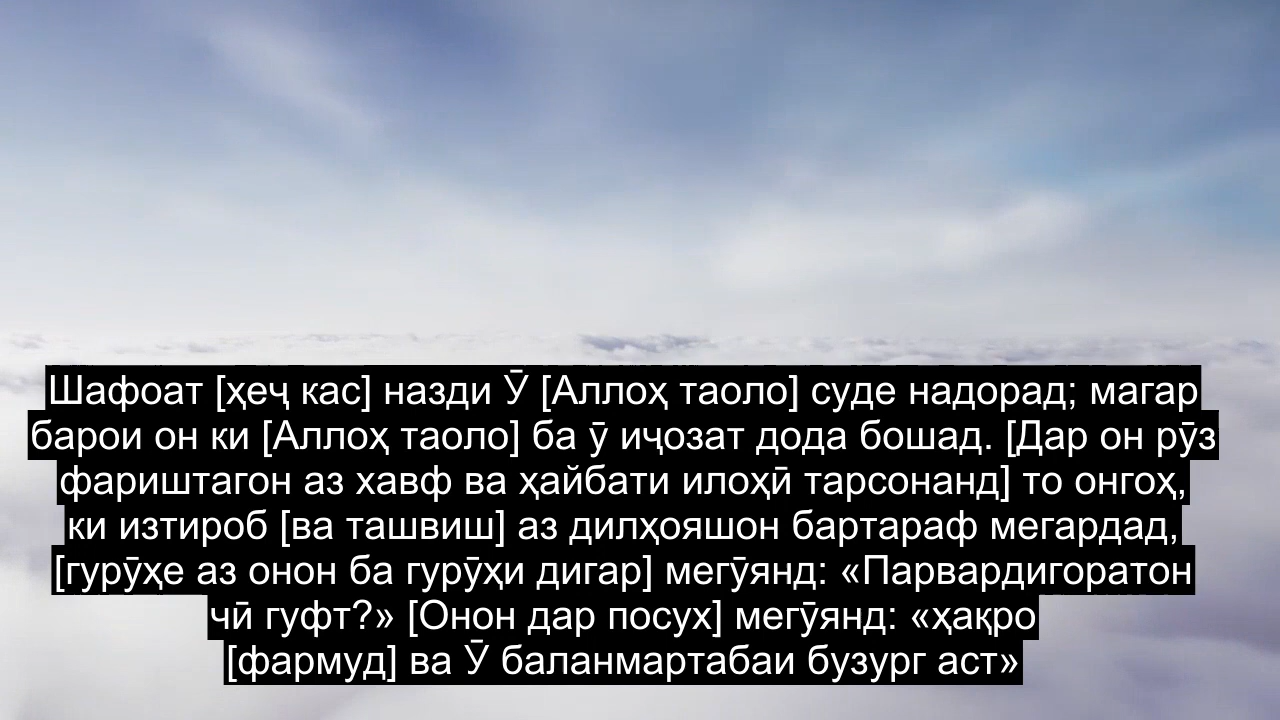 Шафоат [ҳеҷ кас] назди Ӯ [Аллоҳ таоло] суде надорад; магар
барои он ки [Аллоҳ таоло] ба ӯ иҷозат дода бошад. [Дар он рӯз
фариштагон аз хавф ва ҳайбати илоҳӣ тарсонанд] то онгоҳ,
ки изтироб [ва ташвиш] аз дилҳояшон бартараф мегардад,
[гурӯҳе аз онон ба гурӯҳи дигар] мегӯянд: «Парвардигоратон
чӣ гуфт?» [Онон дар посух] мегӯянд: «ҳақро
[фармуд] ва Ӯ баланмартабаи бузург аст»